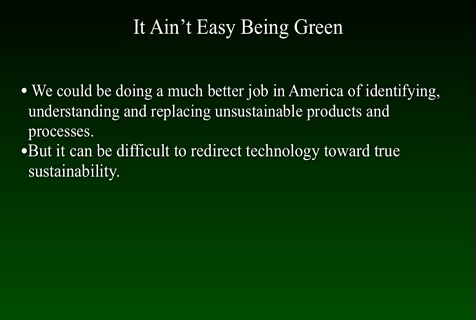 It Ain’t Easy Being Green
• We could be doing a much better job in America of identifying,
understanding and replacing unsustainable products and
processes.
•But it can be difficult to redirect technology toward true
sustainability.